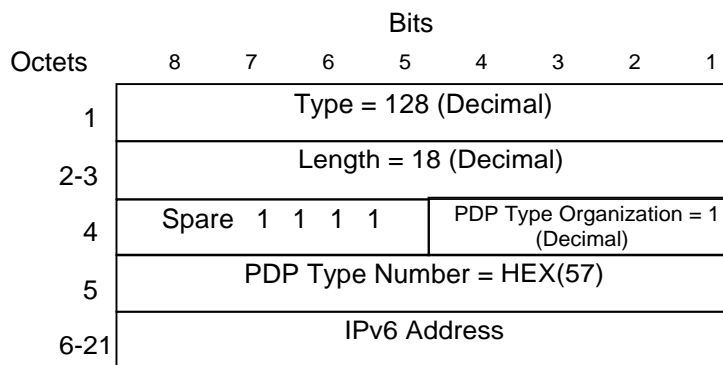 Bits
Octets 8 7 6 5 4 3 2 1
1 Type = 128 (Decimal)
2-3 Length = 18 (Decimal)
4 Spare 1 1 1 1 PDP Type Organization = 1
(Decimal)
5 PDP Type Number = HEX(57)
6-21 IPv6 Address